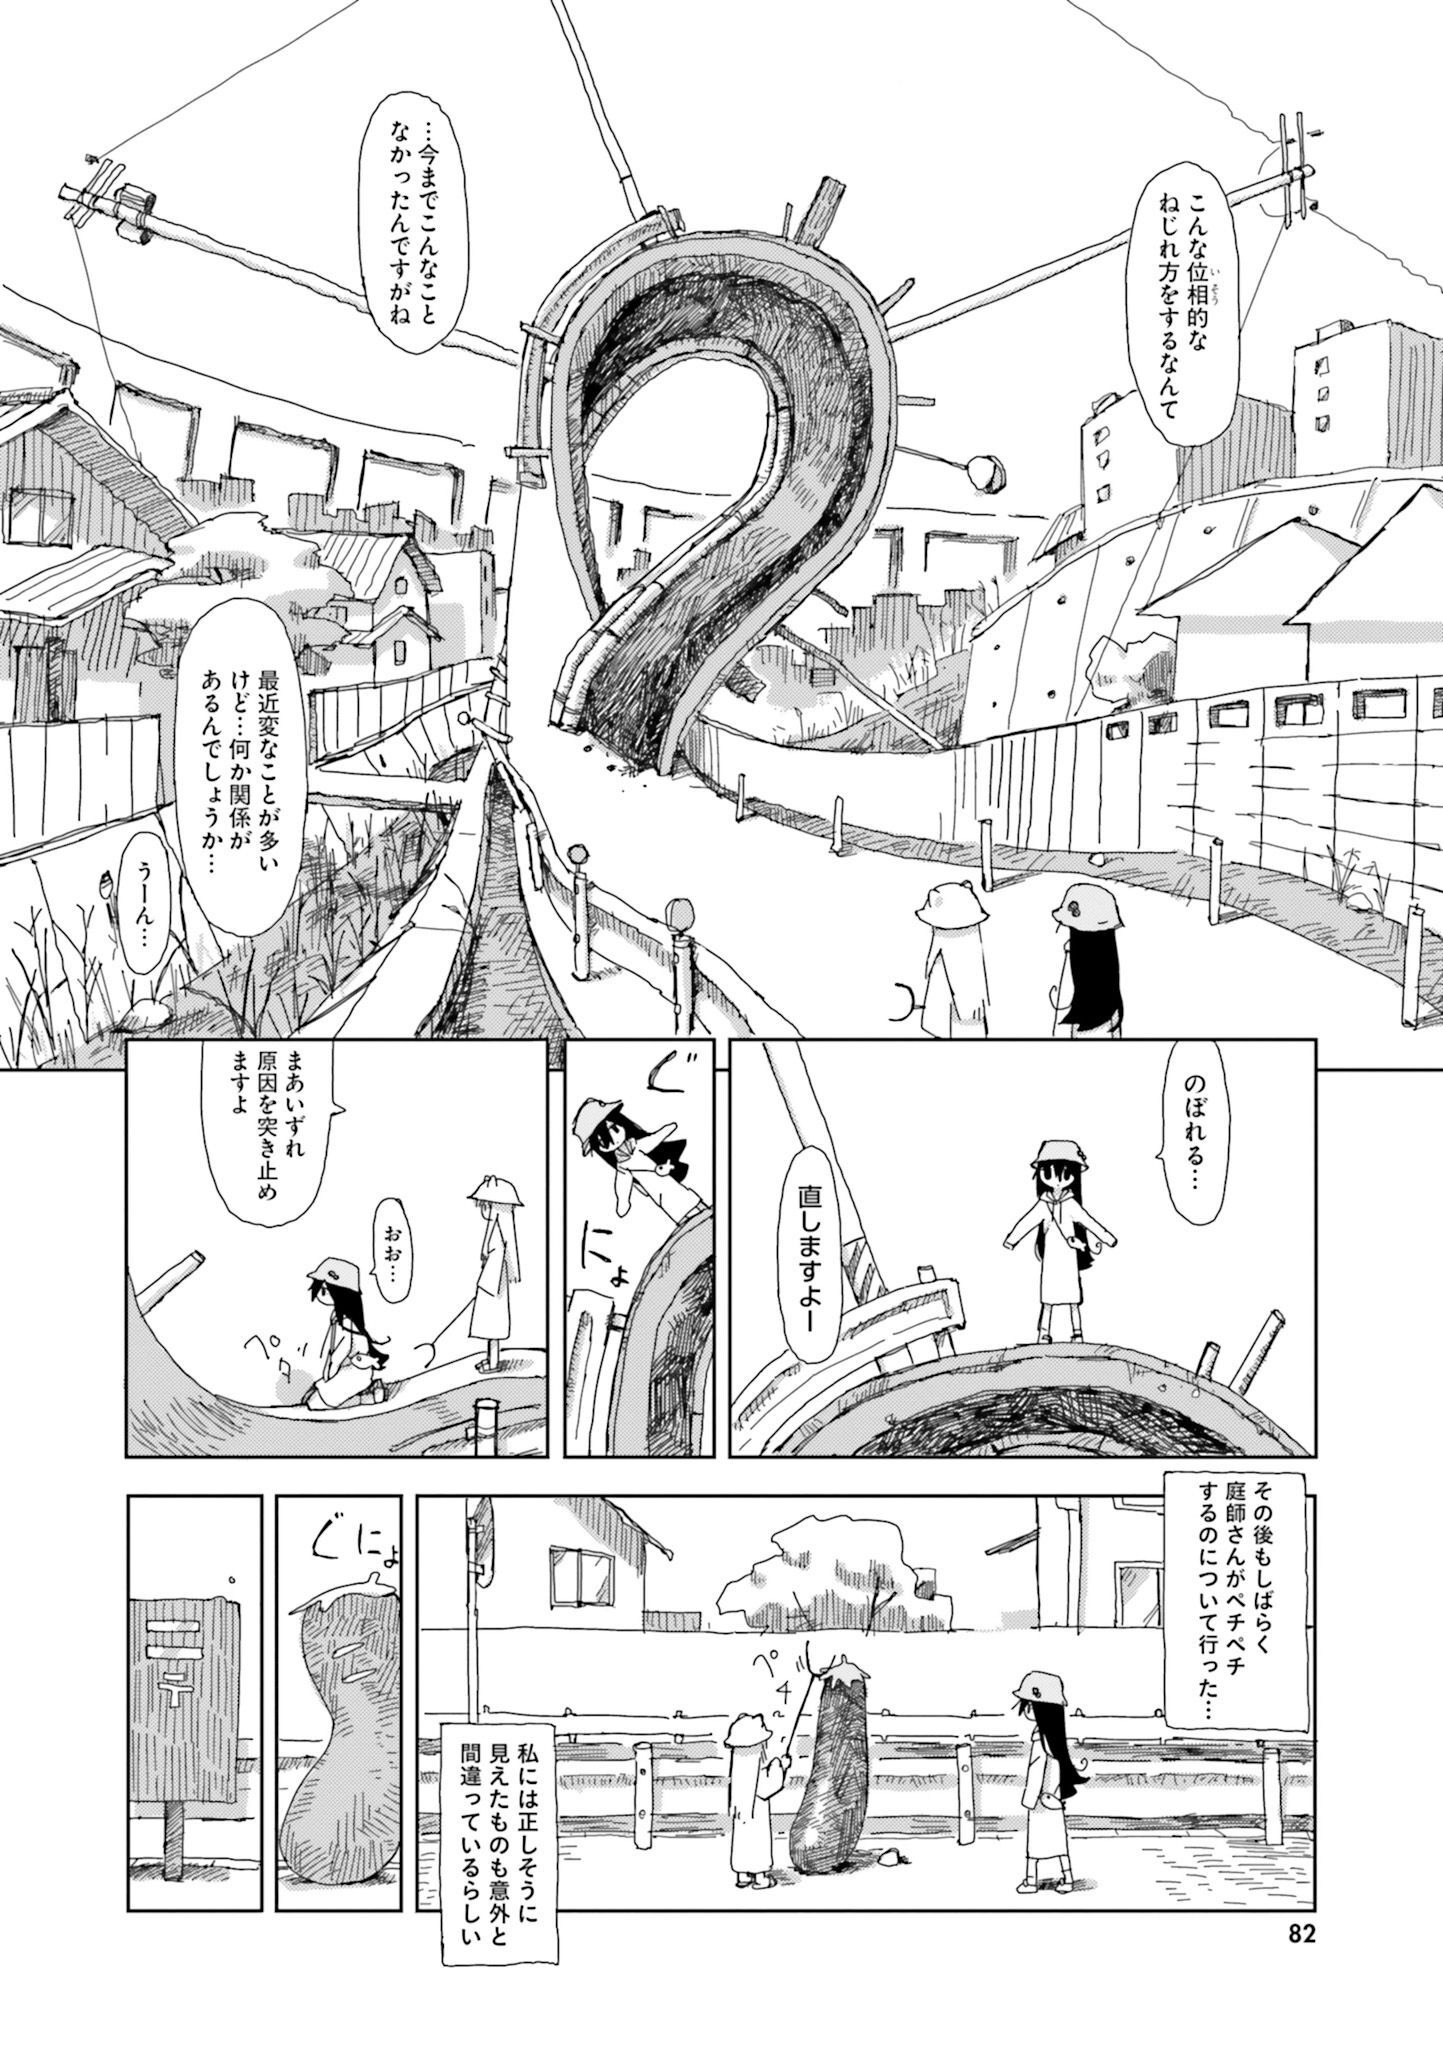 こんな位相的な
いそう
ねじれ方をするなんて
…今までこんなこと
なかったんですがね
最近変なことが多い
けど…何か関係が
あるんでしょうか…
うーん…
のぼれる…
直しますよー
ぐ
にょ
まあいずれ
原因を突き止め
ますよ
おお…
ペタ
その後もしばらく
庭師さんがペチペチ
するのについて行った…
ペチ
私には正しそうに
見えたものも意外と
間違っているらしい
ぐにょ
〒
82